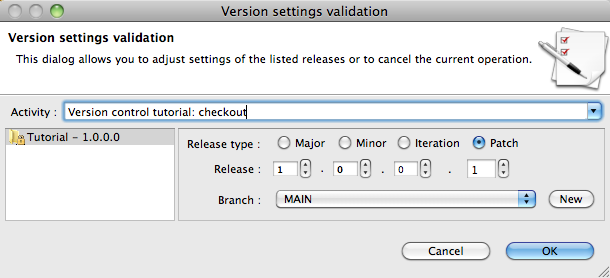 Version settings validation
Version settings validation
This dialog allows you to adjust settings of the listed releases or to cancel the current operation.
Activity : Version control tutorial: checkout
Tutorial - 1.0.0.0
Release type : Major Minor Iteration Patch
Release : 1 . 0 . 0 . 1
Branch : MAIN New
Cancel OK